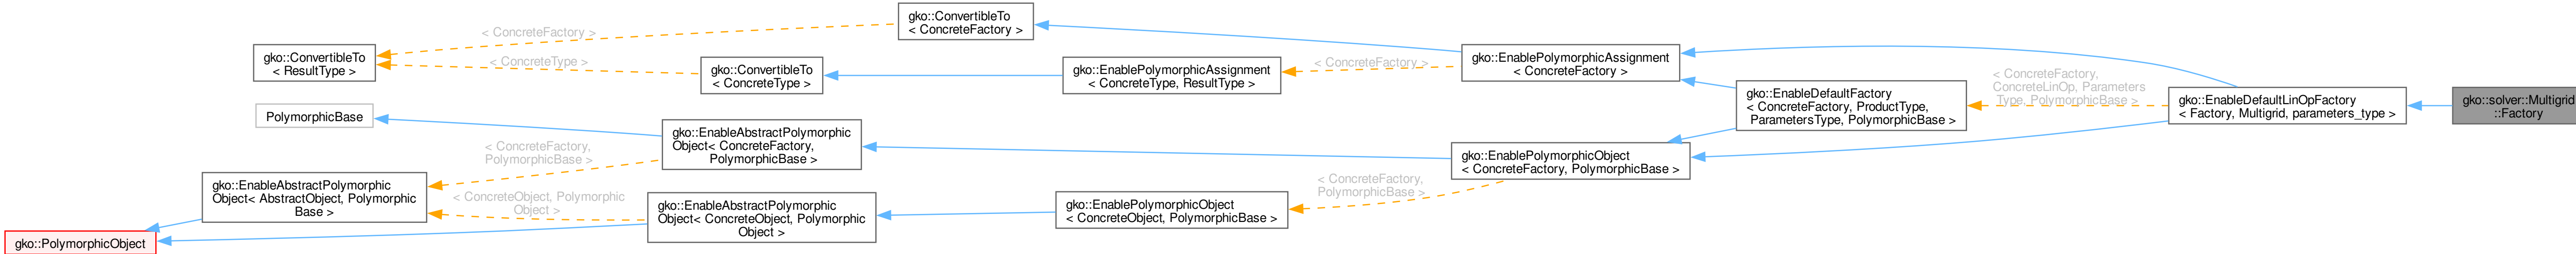 gko::ConvertibleTo
< ResultType >
PolymorphicBase
gko::EnableAbstractPolymorphic
Object< AbstractObject, Polymorphic
Base >
gko::PolymorphicObject
< ConcreteFactory >
< ConcreteType >
< ConcreteFactory,
PolymorphicBase >
< ConcreteObject, Polymorphic
Object >
gko::ConvertibleTo
< ConcreteFactory >
gko::ConvertibleTo
< ConcreteType >
gko::EnableAbstractPolymorphic
Object< ConcreteFactory,
PolymorphicBase >
gko::EnableAbstractPolymorphic
Object< ConcreteObject, Polymorphic
Object >
gko::EnablePolymorphicAssignment
< ConcreteType, ResultType >
gko::EnablePolymorphicObject
< ConcreteObject, PolymorphicBase >
< ConcreteFactory >
< ConcreteFactory,
PolymorphicBase >
gko::EnablePolymorphicAssignment
< ConcreteFactory >
gko::EnablePolymorphicObject
< ConcreteFactory, PolymorphicBase >
gko::EnableDefaultFactory
< ConcreteFactory, ProductType,
ParametersType, PolymorphicBase >
< ConcreteFactory,
ConcreteLinOp, Parameters
Type, PolymorphicBase >
gko::EnableDefaultLinOpFactory
< Factory, Multigrid, parameters_type >
gko::solver::Multigrid
::Factory